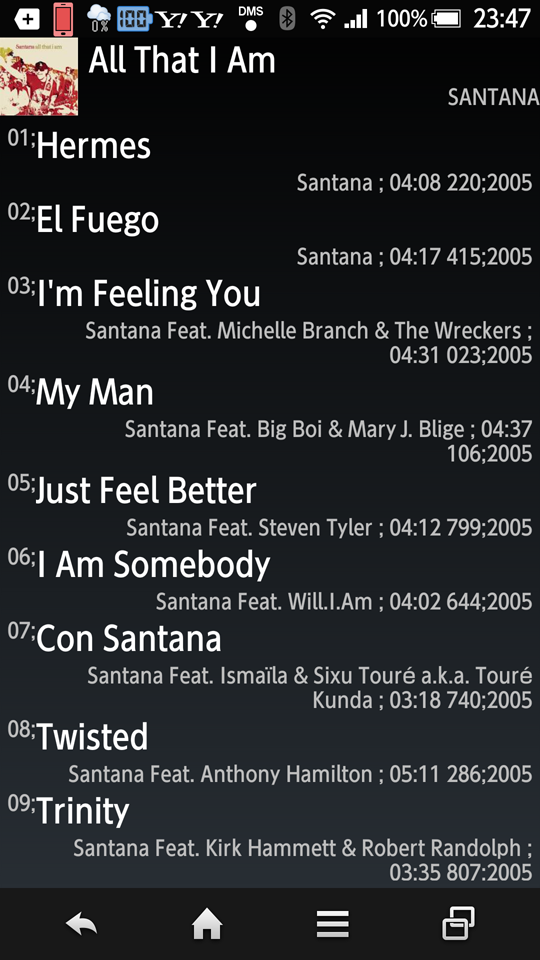 0%
Y! Y!
DMS
100%
23:47
Santana all that i am
All That I Am
SANTANA
01;Hermes
Santana ; 04:08 220;2005
02;El Fuego
Santana ; 04:17 415;2005
03;I'm Feeling You
Santana Feat. Michelle Branch & The Wreckers ;
04:31 023;2005
04;My Man
Santana Feat. Big Boi & Mary J. Blige ; 04:37
106;2005
05;Just Feel Better
Santana Feat. Steven Tyler ; 04:12 799;2005
06;I Am Somebody
Santana Feat. Will.I.Am ; 04:02 644;2005
07;Con Santana
Santana Feat. Ismaïla & Sixu Touré a.k.a. Touré
Kunda ; 03:18 740;2005
08;Twisted
Santana Feat. Anthony Hamilton ; 05:11 286;2005
09;Trinity
Santana Feat. Kirk Hammett & Robert Randolph ;
03:35 807;2005